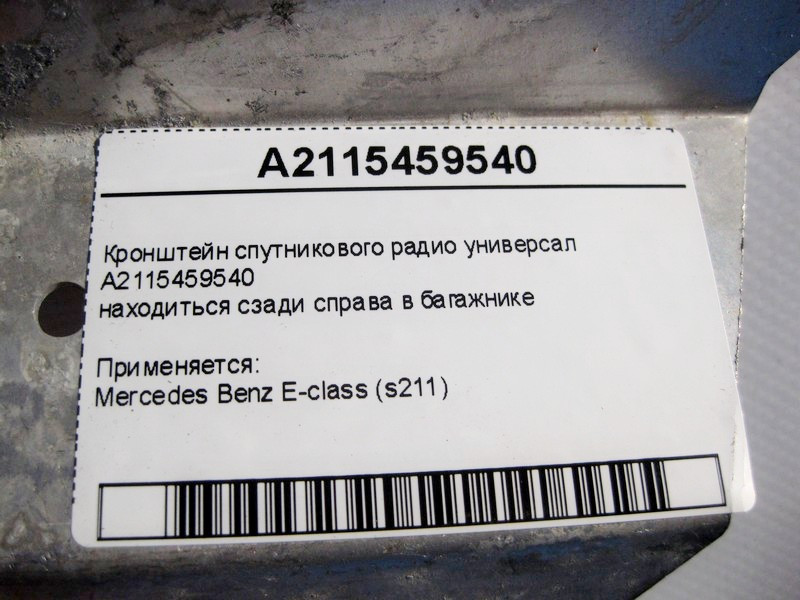 A2115459540
Кронштейн спутникового радио универсал
A2115459540
находиться сзади справа в багажнике
Применяется:
Mercedes Benz E-class (s211)